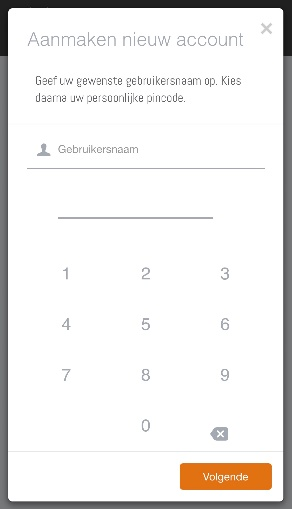 Aanmaken nieuw account
Geef uw gewenste gebruikersnaam op. Kies
daarna uw persoonlijke pincode.
Gebruikersnaam
1 2 3
4 5 6
7 8 9
0
Volgende